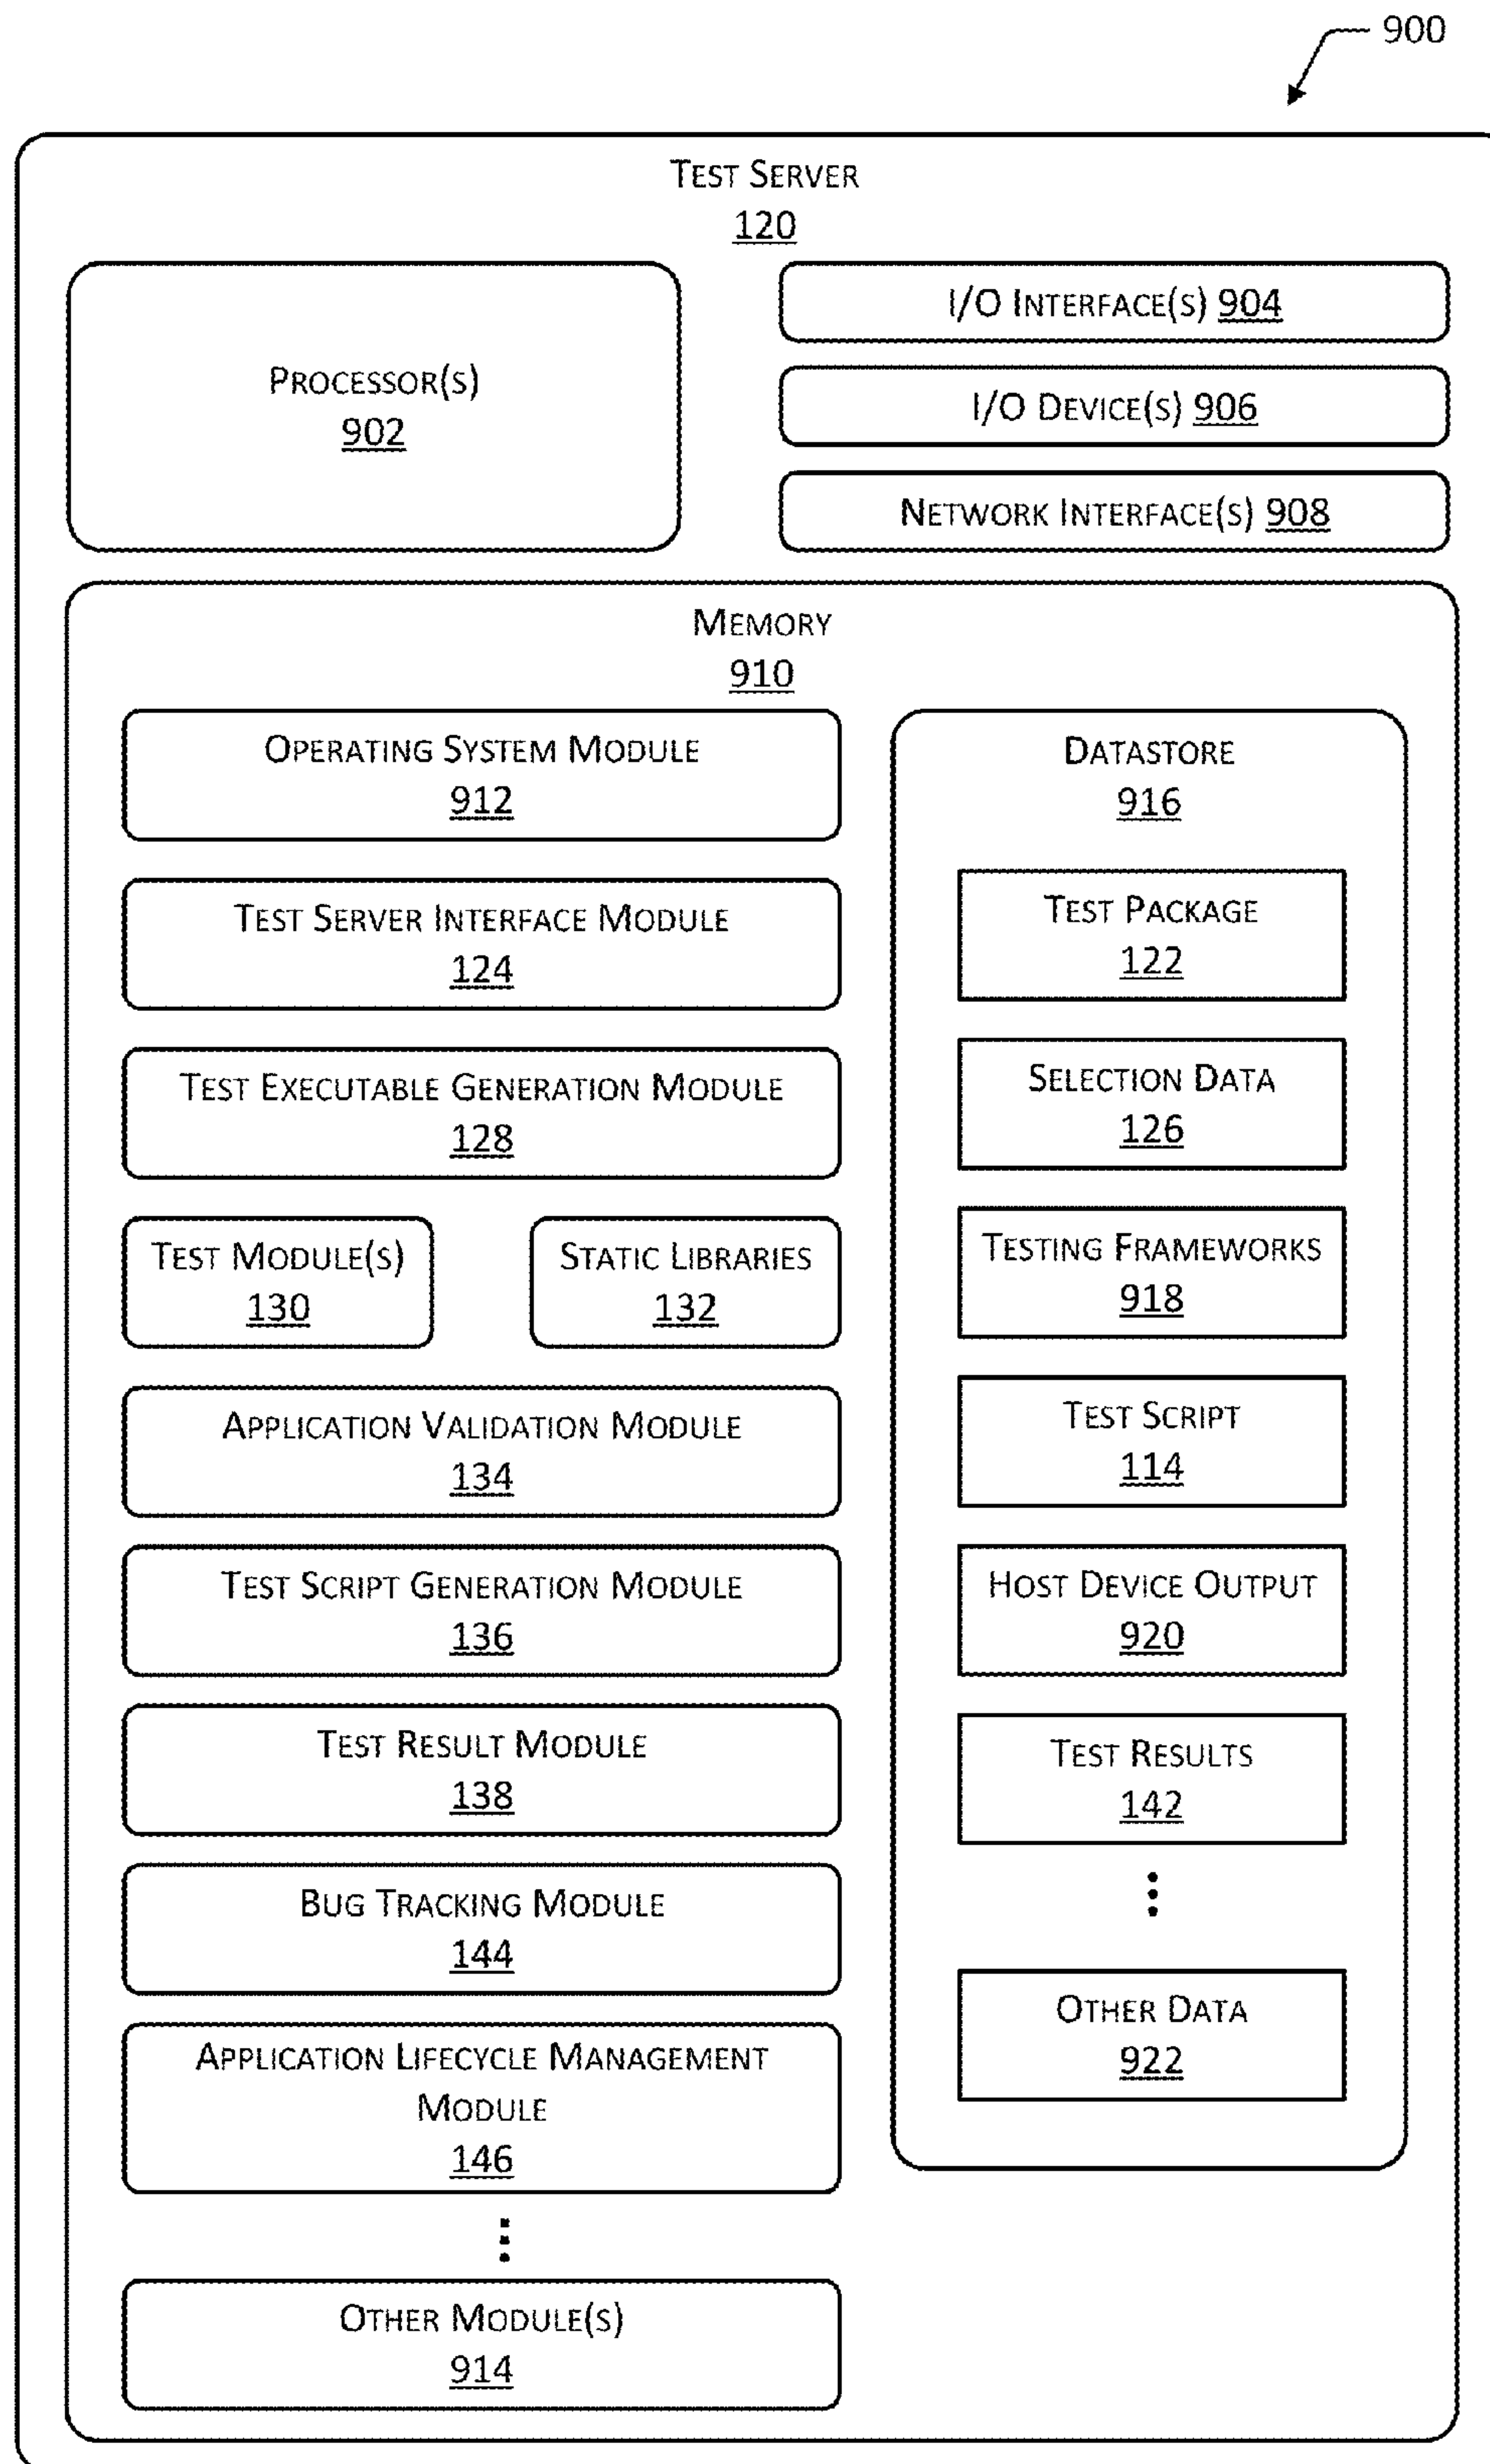 900
TEST SERVER
120
PROCESSOR(S)
902
I/O INTERFACE(S) 904
I/O DEVICE(S) 906
NETWORK INTERFACE(S) 908
MEMORY
910
OPERATING SYSTEM MODULE
912
TEST SERVER INTERFACE MODULE
124
TEST EXECUTABLE GENERATION MODULE
128
TEST MODULE(S)
130
STATIC LIBRARIES
132
APPLICATION VALIDATION MODULE
134
TEST SCRIPT GENERATION MODULE
136
TEST RESULT MODULE
138
BUG TRACKING MODULE
144
APPLICATION LIFECYCLE MANAGEMENT
MODULE
146
OTHER MODULE(S)
914
DATASTORE
916
TEST PACKAGE
122
SELECTION DATA
126
TESTING FRAMEWORKS
918
TEST SCRIPT
114
HOST DEVICE OUTPUT
920
TEST RESULTS
142
OTHER DATA
922